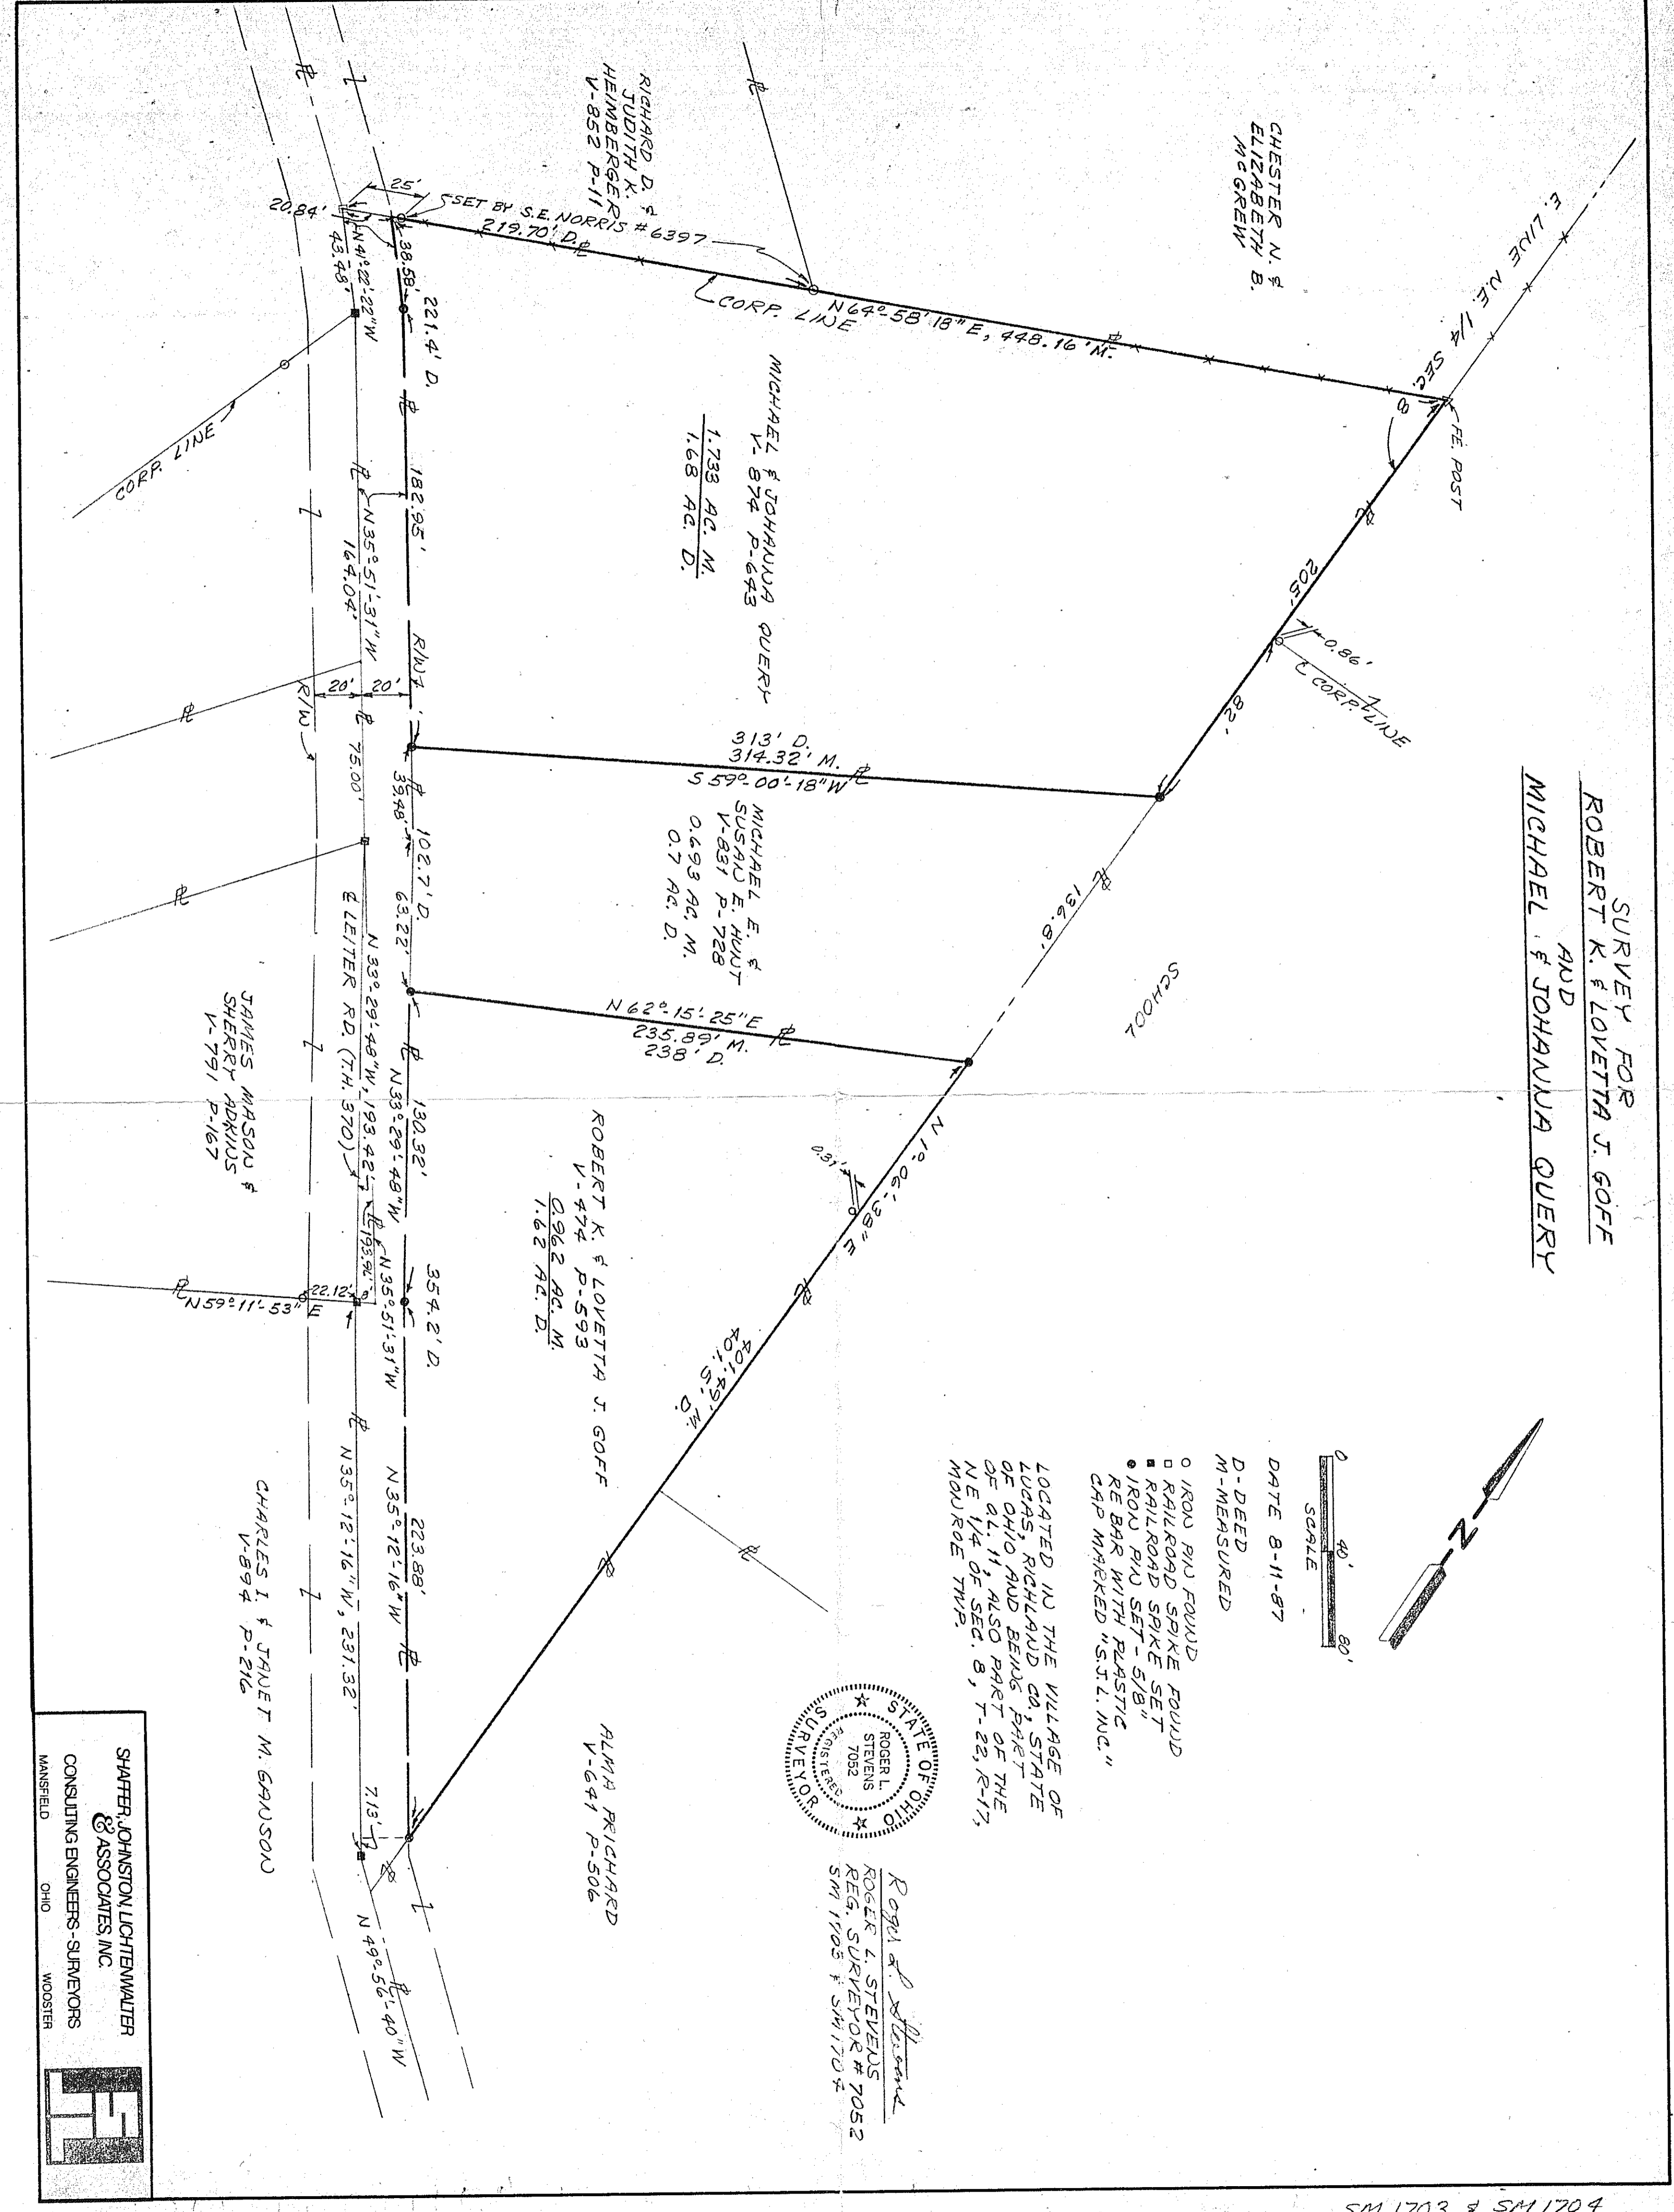 SURVEY FOR
ROBERT K. & LOVETTA J. GOFF
AND
MICHAEL & JOHANNA QUERY
E. LINE N.E. 1/4 SEC. 8
FE. POST
205'
0.86'
CORP. LINE
82'
136.8'
SCHOOL
CHESTER N. &
ELIZABETH B.
MCGREW
RICHARD D. &
JUDITH K.
HEIMBERGER
V-852 P-11
SET BY S.E. NORRIS #6397
219.70' D.
CORP. LINE
N64°-58'18"E, 448.16' M.
25'
20.84'
N41°-22'-22"W
43.48'
38.58'
221.4' D.
182.95'
MICHAEL & JOHANNA QUERY
V-874 P-643
1.733 AC. M.
1.68 AC. D.
CORP. LINE
N35°-51'-31"W
164.04'
R/W
20'
20'
R/W
75.00'
313' D.
314.32' M.
S59°-00'-18"W
MICHAEL E. &
SUSAN E. HUNT
V-831 P-728
0.693 AC. M.
0.7 AC. D.
39.48'
102.7' D.
63.22'
N62°-15'-25"E
235.89' M.
238' D.
N33°-29'-48"W, 193.42'
℄ LEITER RD. (T.H. 370)
130.32'
N33°-29'-48"W
193.96'
N35°-51'-31"W
JAMES MASON &
SHERRY ADKINS
V-791 P-167
N59°-11'-53"E
22.12'
N1°-06'-38"E
0.31'
401.49' M.
401.5' D.
ROBERT K. & LOVETTA J. GOFF
V-474 P-593
0.962 AC. M.
1.62 AC. D.
354.2' D.
223.88'
N35°-12'-16"W
N35°-12'-16"W, 231.32'
CHARLES I. & JANET M. GANSON
V-894 P-216
7.13'
N49°-56'-40"W
ALMA PRICHARD
V-641 P-506
N
0 40' 80'
SCALE
DATE 8-11-87
D-DEED
M-MEASURED
○ IRON PIN FOUND
□ RAILROAD SPIKE FOUND
■ RAILROAD SPIKE SET
● IRON PIN SET - 5/8"
RE BAR WITH PLASTIC
CAP MARKED "S.J.L. INC."
LOCATED IN THE VILLAGE OF
LUCAS, RICHLAND CO., STATE
OF OHIO AND BEING PART
OF O.L. 11, ALSO PART OF THE
NE 1/4 OF SEC. 8, T-22, R-17,
MONROE TWP.
STATE OF OHIO
ROGER L.
STEVENS
7052
REGISTERED
SURVEYOR
Roger L. Stevens
ROGER L. STEVENS
REG. SURVEYOR # 7052
SM 1703 & SM 1704
SHAFFER, JOHNSTON, LICHTENWALTER
& ASSOCIATES, INC.
CONSULTING ENGINEERS - SURVEYORS
MANSFIELD OHIO WOOSTER
SJL
SM 1703 & SM 1704